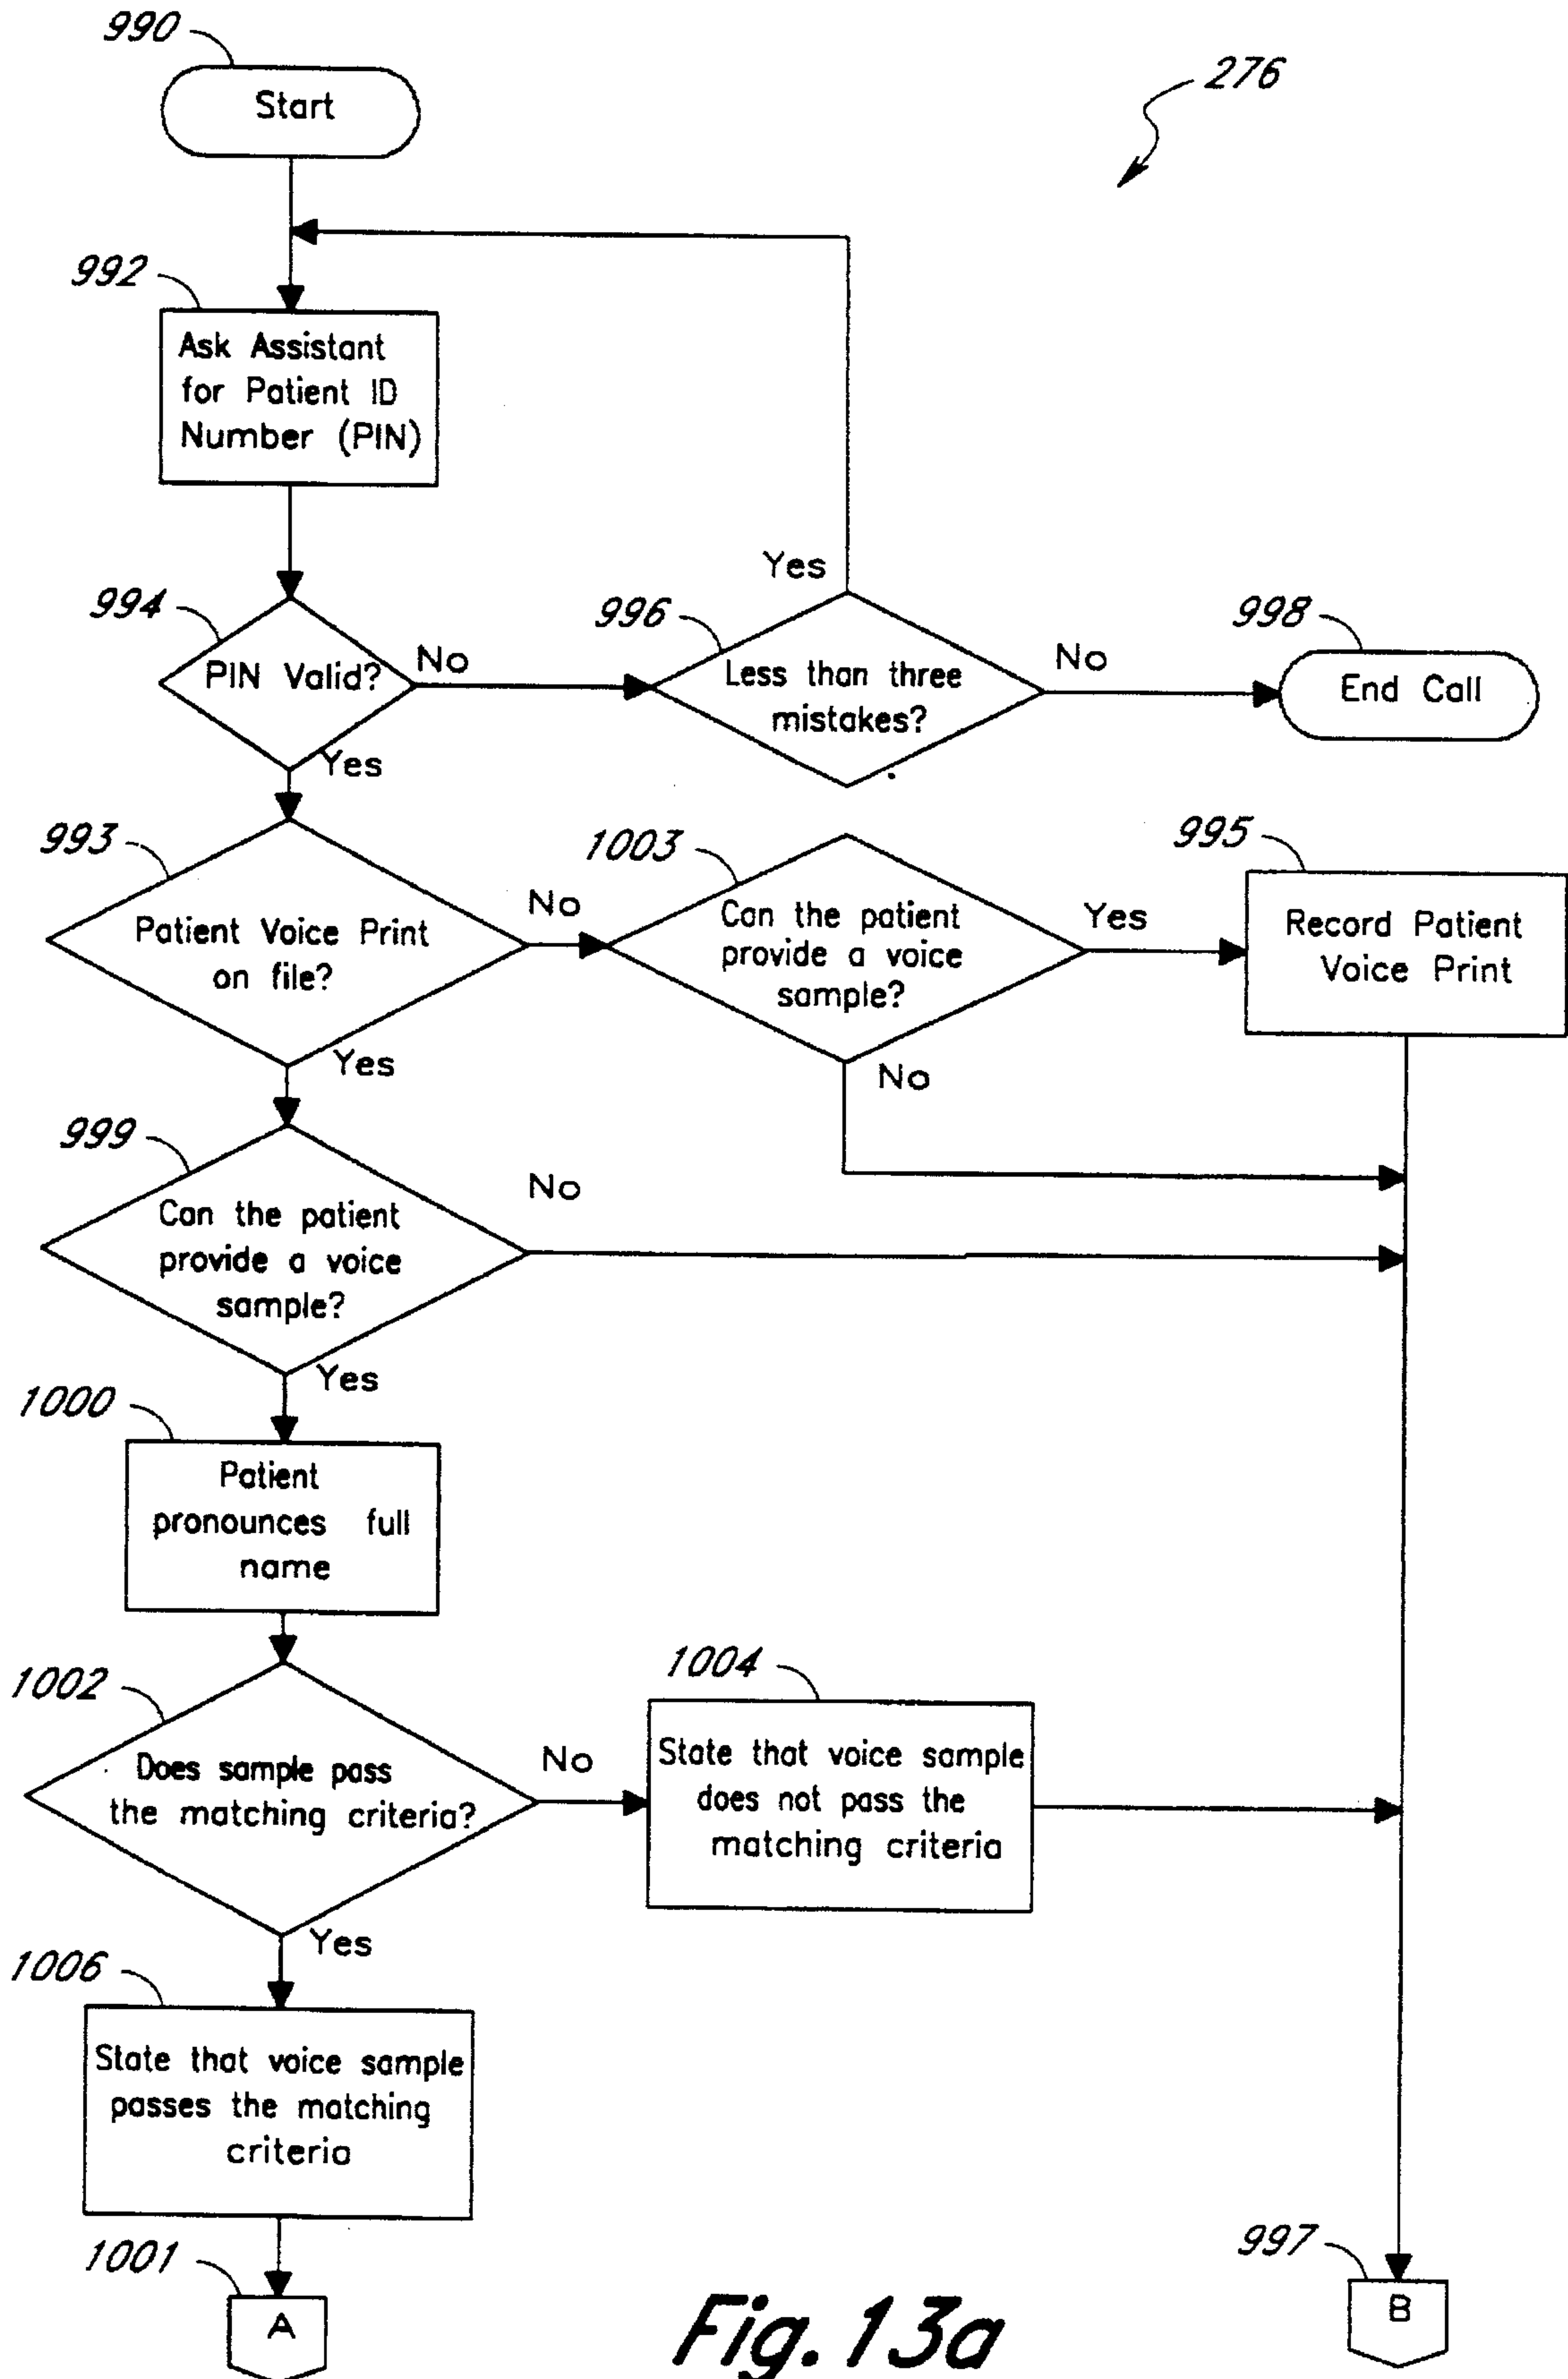 990
Start
276
992
Ask Assistant
for Patient ID
Number (PIN)
994
PIN Valid?
No
Yes
Yes
996
Less than three
mistakes?
No
998
End Call
993
Patient Voice Print
on file?
No
Yes
1003
Can the patient
provide a voice
sample?
Yes
No
995
Record Patient
Voice Print
999
Can the patient
provide a voice
sample?
No
Yes
1000
Patient
pronounces full
name
1002
Does sample pass
the matching criteria?
No
Yes
1004
State that voice sample
does not pass the
matching criteria
1006
State that voice sample
passes the matching
criteria
1001
A
997
B
Fig. 13a